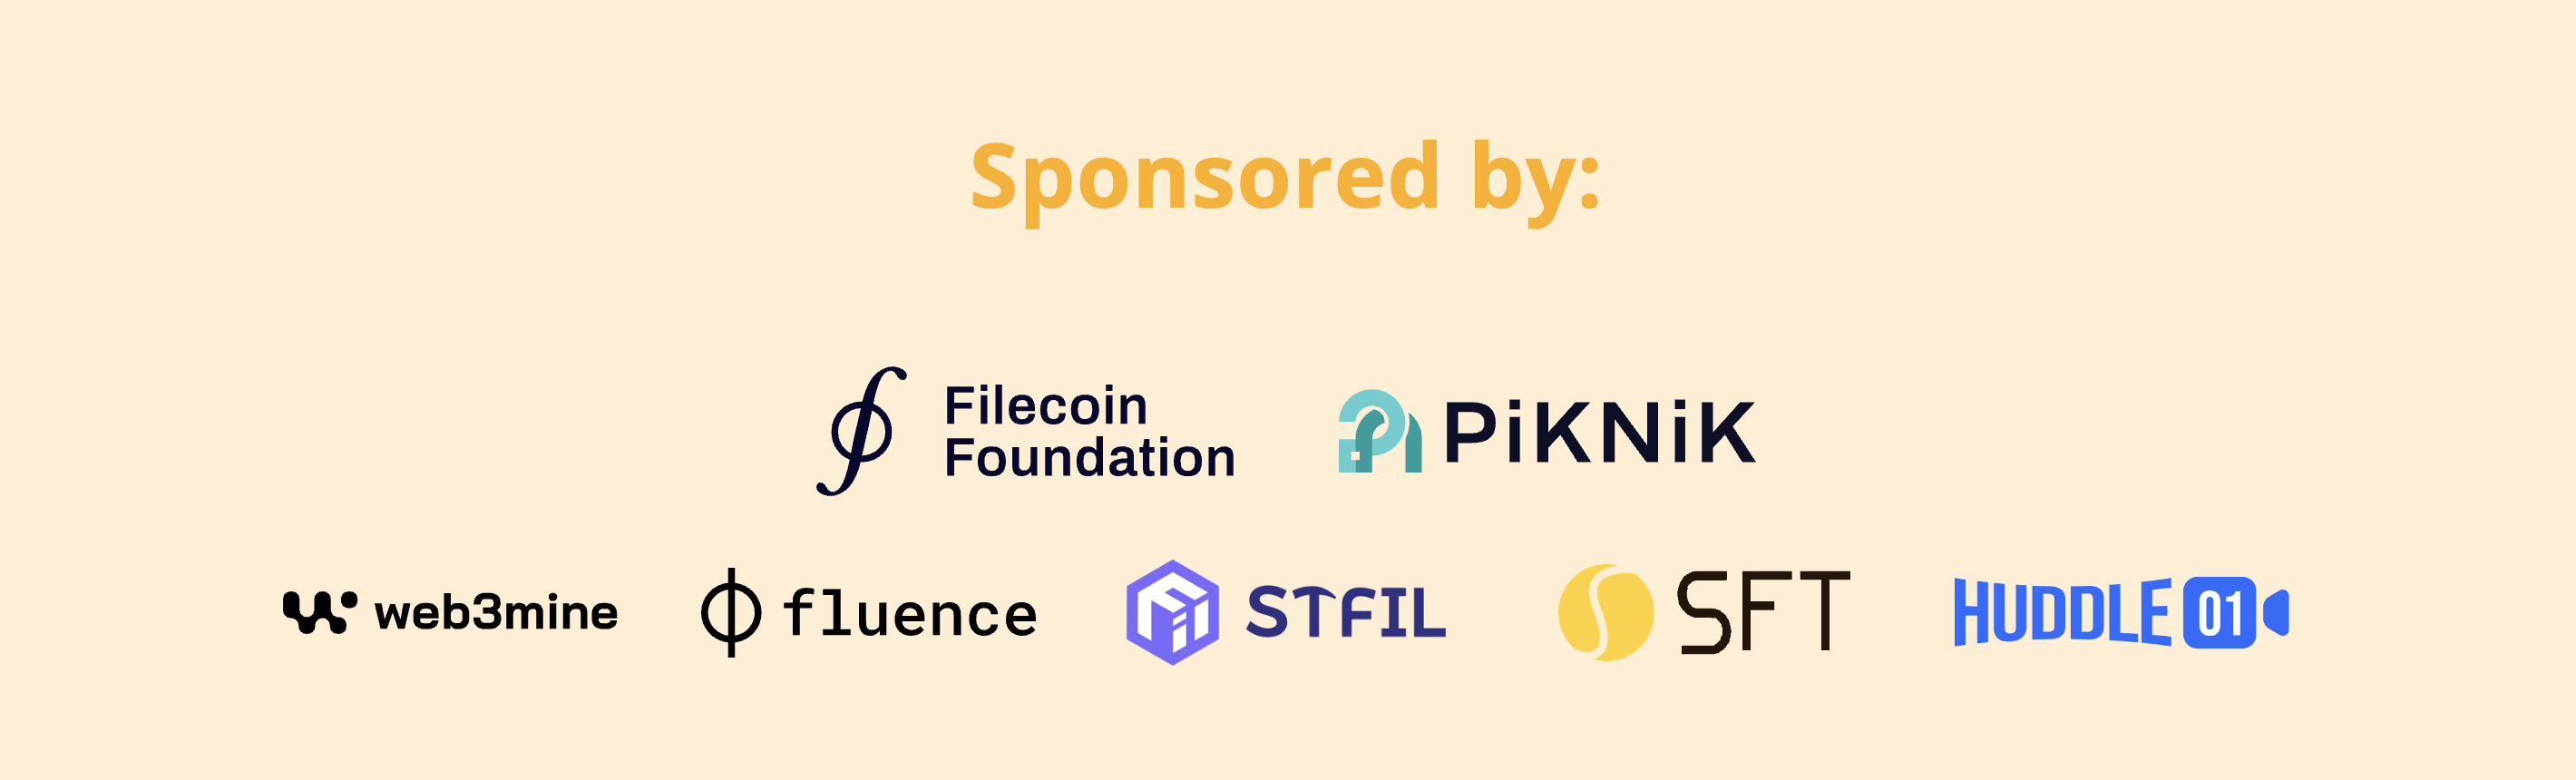 Sponsored by:
Filecoin
Foundation
PiKNiK
web3mine
fluence
STFIL
SFT
HUDDLE 01